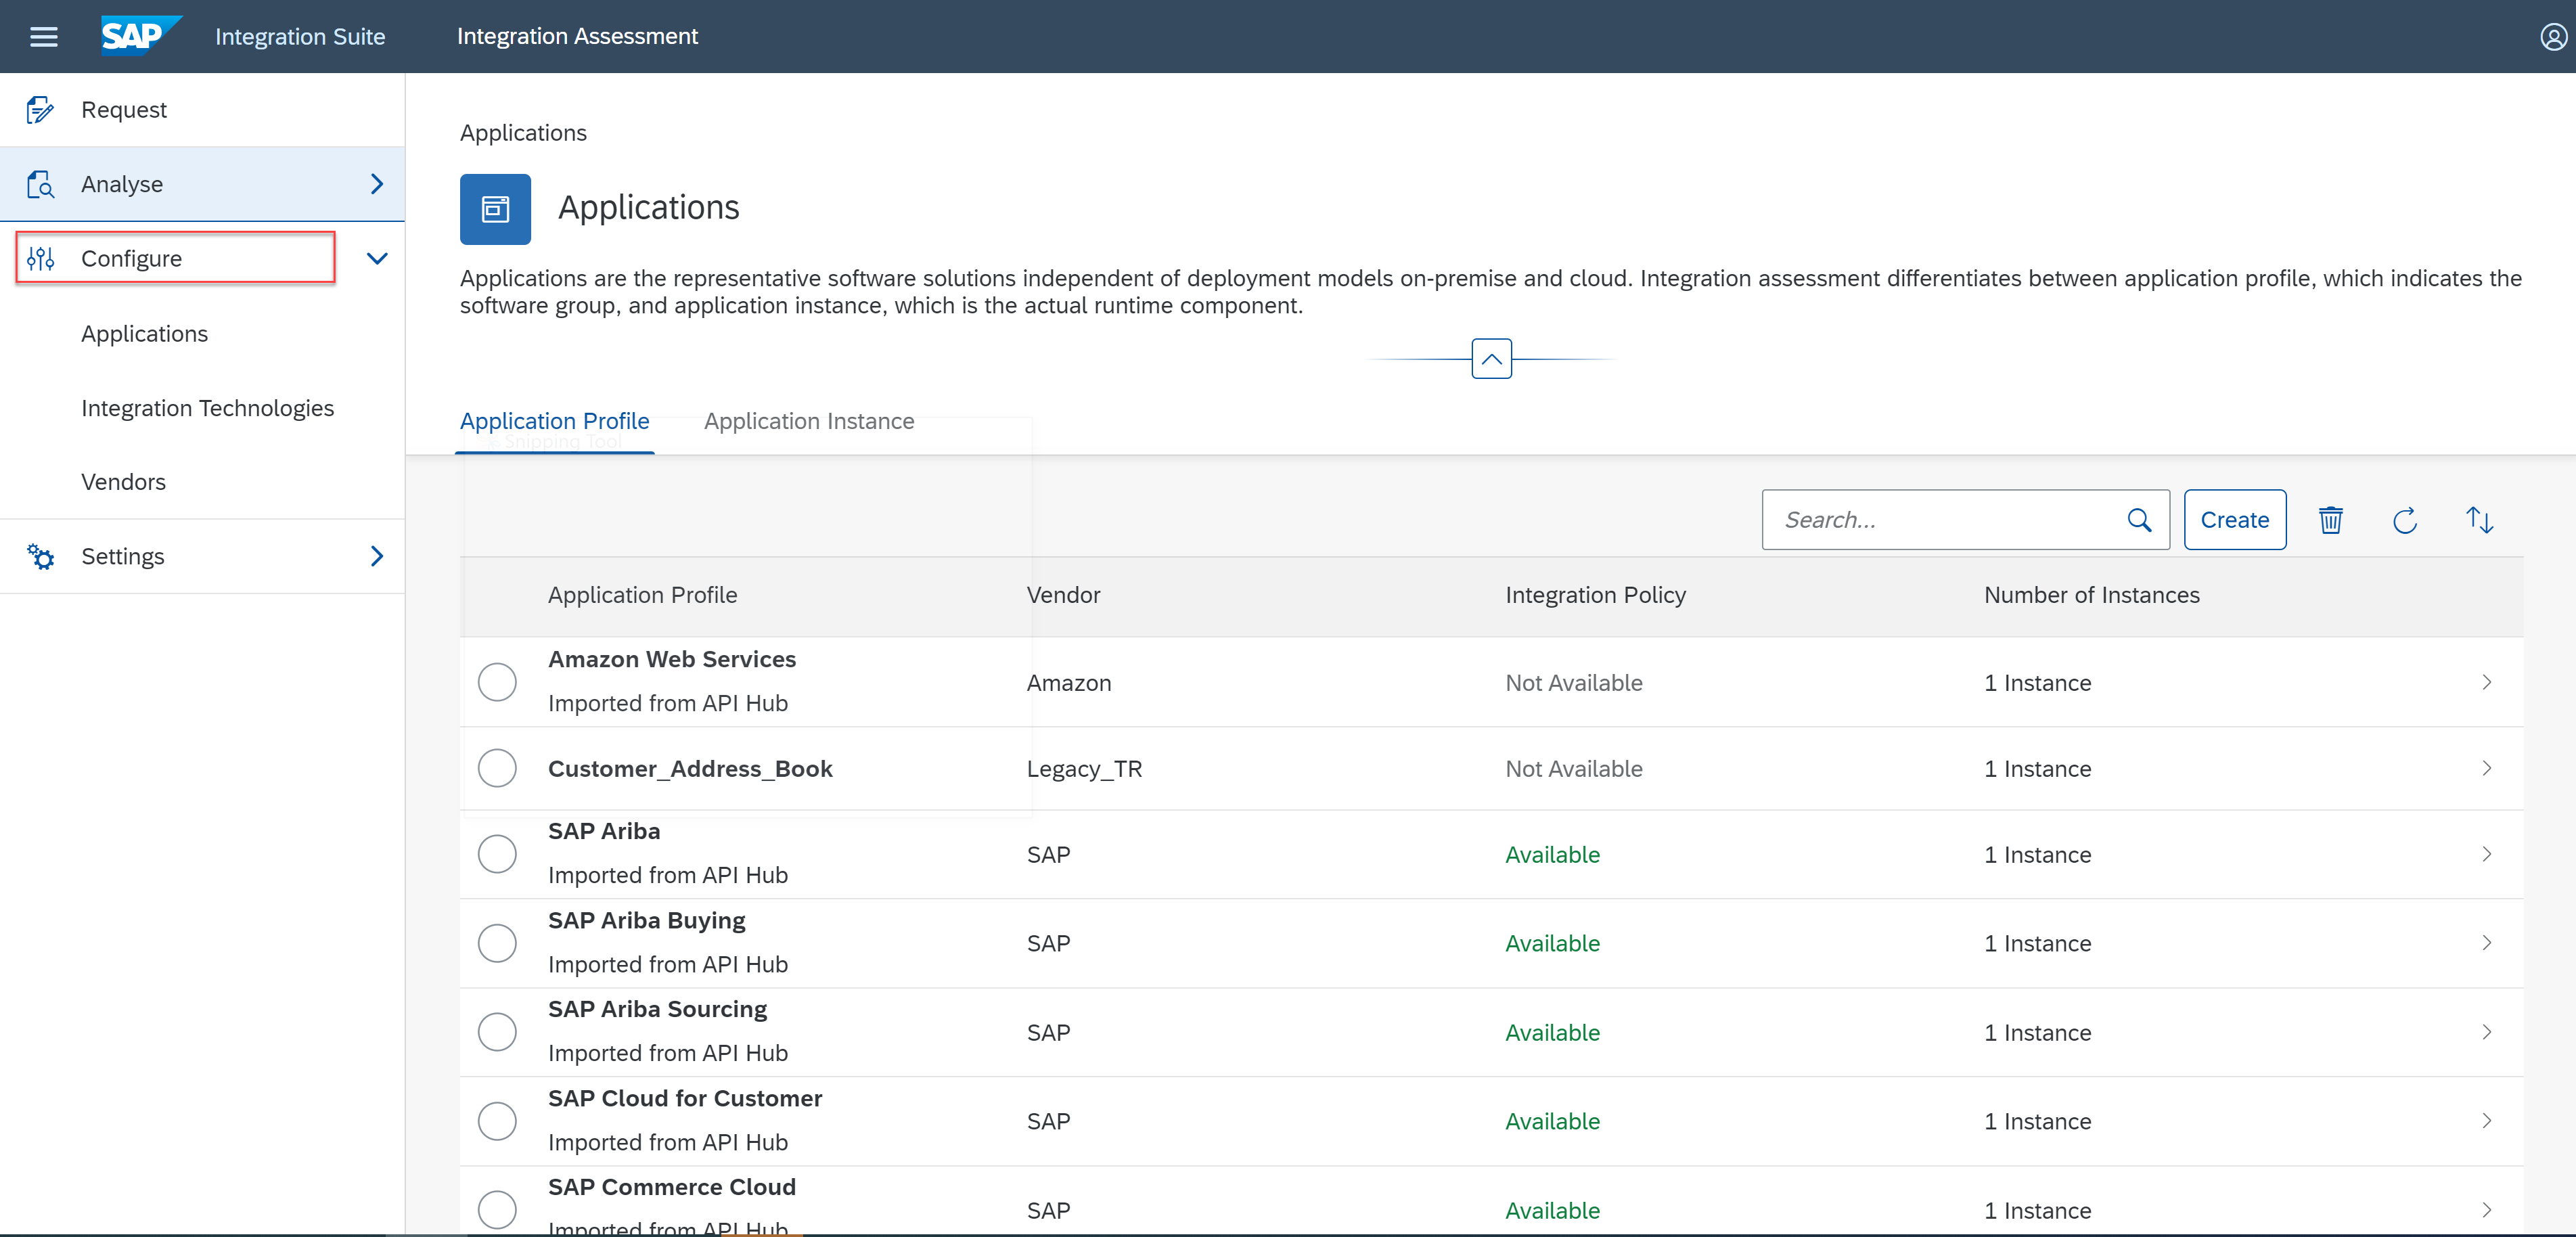 SAP Integration Suite Integration Assessment
Request
Analyse
Configure
Applications
Integration Technologies
Vendors
Settings
Applications
Applications
Applications are the representative software solutions independent of deployment models on-premise and cloud. Integration assessment differentiates between application profile, which indicates the
software group, and application instance, which is the actual runtime component.
Application Profile Application Instance
Snipping Tool
Search... Create
Application Profile Vendor Integration Policy Number of Instances
Amazon Web Services
Imported from API Hub
Amazon Not Available 1 Instance
Customer_Address_Book Legacy_TR Not Available 1 Instance
SAP Ariba
Imported from API Hub
SAP Available 1 Instance
SAP Ariba Buying
Imported from API Hub
SAP Available 1 Instance
SAP Ariba Sourcing
Imported from API Hub
SAP Available 1 Instance
SAP Cloud for Customer
Imported from API Hub
SAP Available 1 Instance
SAP Commerce Cloud
Imported from API Hub
SAP Available 1 Instance